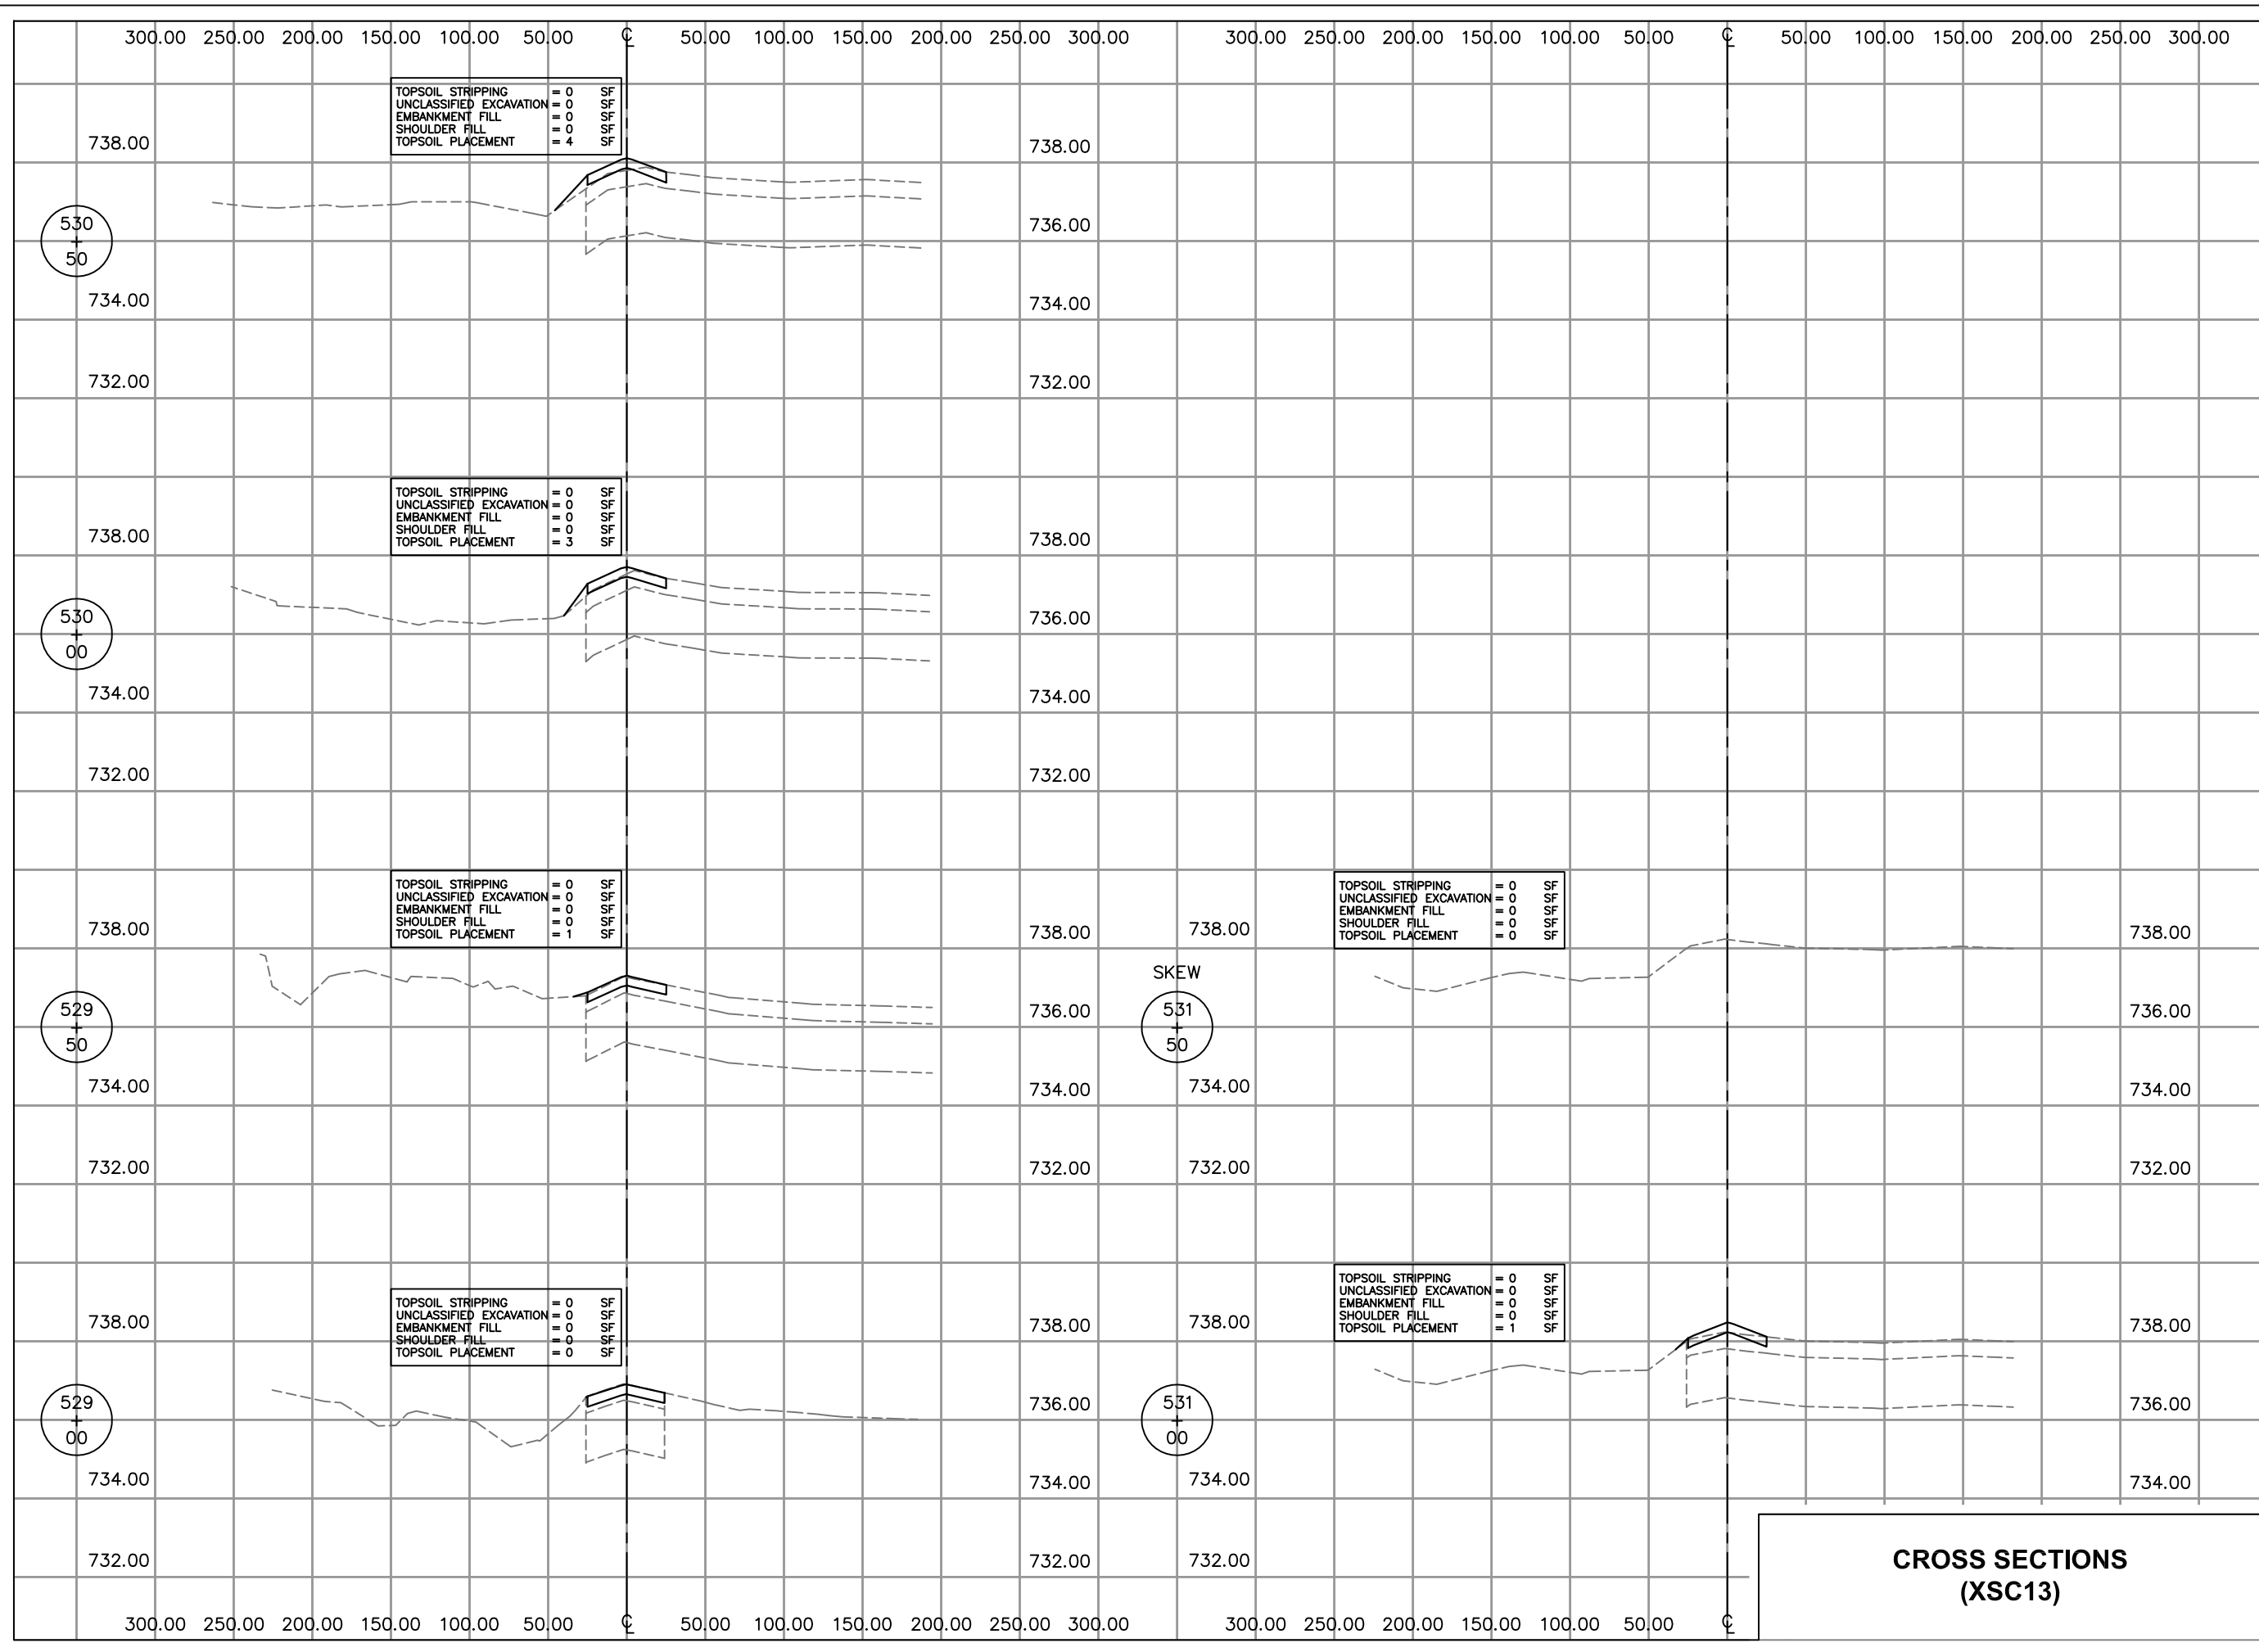 300.00 250.00 200.00 150.00 100.00 50.00 ℄ 50.00 100.00 150.00 200.00 250.00 300.00 300.00 250.00 200.00 150.00 100.00 50.00 ℄ 50.00 100.00 150.00 200.00 250.00 300.00
TOPSOIL STRIPPING = 0 SF
UNCLASSIFIED EXCAVATION = 0 SF
EMBANKMENT FILL = 0 SF
SHOULDER FILL = 0 SF
TOPSOIL PLACEMENT = 4 SF
738.00 738.00
530
+
50
736.00
734.00 734.00
732.00 732.00
TOPSOIL STRIPPING = 0 SF
UNCLASSIFIED EXCAVATION = 0 SF
EMBANKMENT FILL = 0 SF
SHOULDER FILL = 0 SF
TOPSOIL PLACEMENT = 3 SF
738.00 738.00
530
+
00
736.00
734.00 734.00
732.00 732.00
TOPSOIL STRIPPING = 0 SF
UNCLASSIFIED EXCAVATION = 0 SF
EMBANKMENT FILL = 0 SF
SHOULDER FILL = 0 SF
TOPSOIL PLACEMENT = 1 SF
738.00 738.00
529
+
50
736.00
734.00 734.00
732.00 732.00
TOPSOIL STRIPPING = 0 SF
UNCLASSIFIED EXCAVATION = 0 SF
EMBANKMENT FILL = 0 SF
SHOULDER FILL = 0 SF
TOPSOIL PLACEMENT = 0 SF
738.00 738.00
529
+
00
736.00
734.00 734.00
732.00 732.00
TOPSOIL STRIPPING = 0 SF
UNCLASSIFIED EXCAVATION = 0 SF
EMBANKMENT FILL = 0 SF
SHOULDER FILL = 0 SF
TOPSOIL PLACEMENT = 0 SF
738.00 738.00
SKEW
531
+
50
736.00
734.00 734.00
732.00 732.00
TOPSOIL STRIPPING = 0 SF
UNCLASSIFIED EXCAVATION = 0 SF
EMBANKMENT FILL = 0 SF
SHOULDER FILL = 0 SF
TOPSOIL PLACEMENT = 1 SF
738.00 738.00
531
+
00
736.00
734.00 734.00
732.00
CROSS SECTIONS
(XSC13)
300.00 250.00 200.00 150.00 100.00 50.00 ℄ 50.00 100.00 150.00 200.00 250.00 300.00 300.00 250.00 200.00 150.00 100.00 50.00 ℄